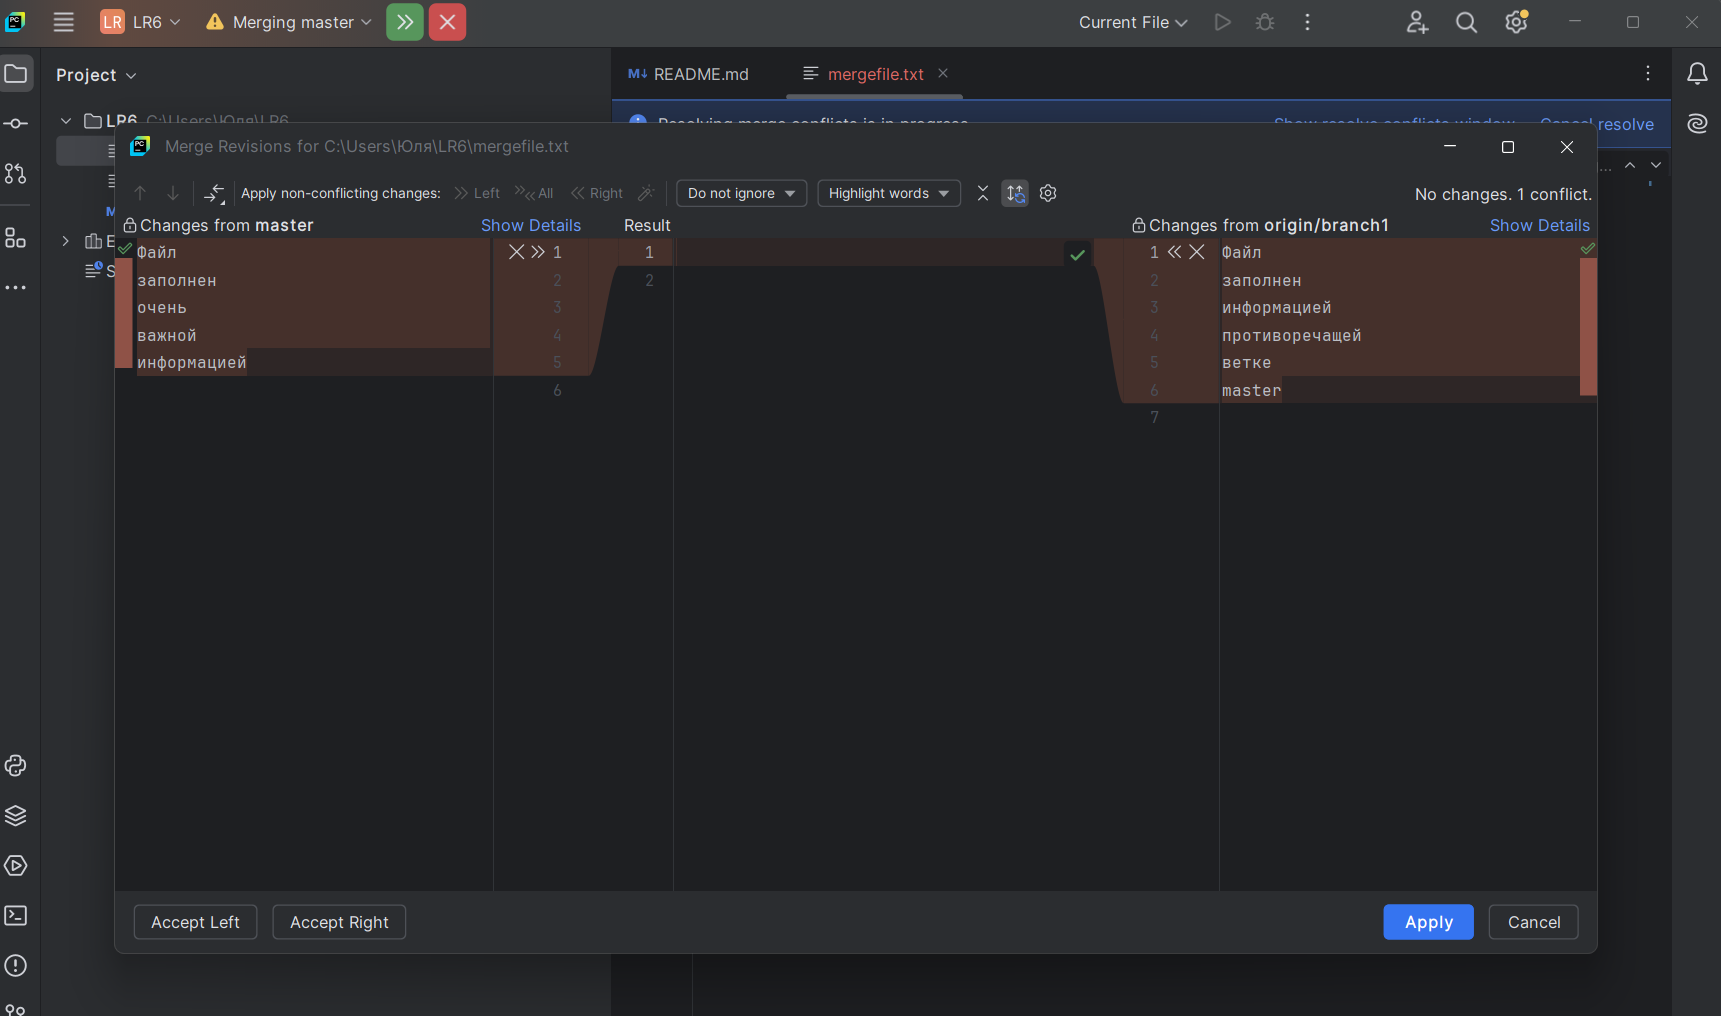 LR LR6 Merging master Current File
Project
README.md mergefile.txt
LR6 C:\Users\Юля\LR6
Resolving merge conflicts is in progress Show resolve conflicts window Cancel resolve
Merge Revisions for C:\Users\Юля\LR6\mergefile.txt
Apply non-conflicting changes: Left All Right Do not ignore Highlight words No changes. 1 conflict.
Changes from master Show Details Result Changes from origin/branch1 Show Details
Файл 1 1 1 Файл
заполнен 2 2 2 заполнен
очень 3 3 информацией
важной 4 4 противоречащей
информацией 5 5 ветке
6 6 master
7
Accept Left Accept Right Apply Cancel